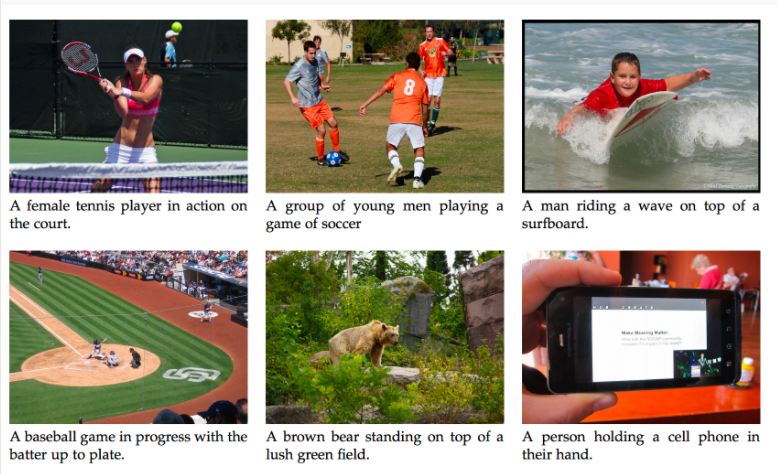 A female tennis player in action on
the court.
8
A group of young men playing a
game of soccer
A man riding a wave on top of a
surfboard.
A baseball game in progress with the
batter up to plate.
A brown bear standing on top of a
lush green field.
Make Meaning Matter:
A person holding a cell phone in
their hand.